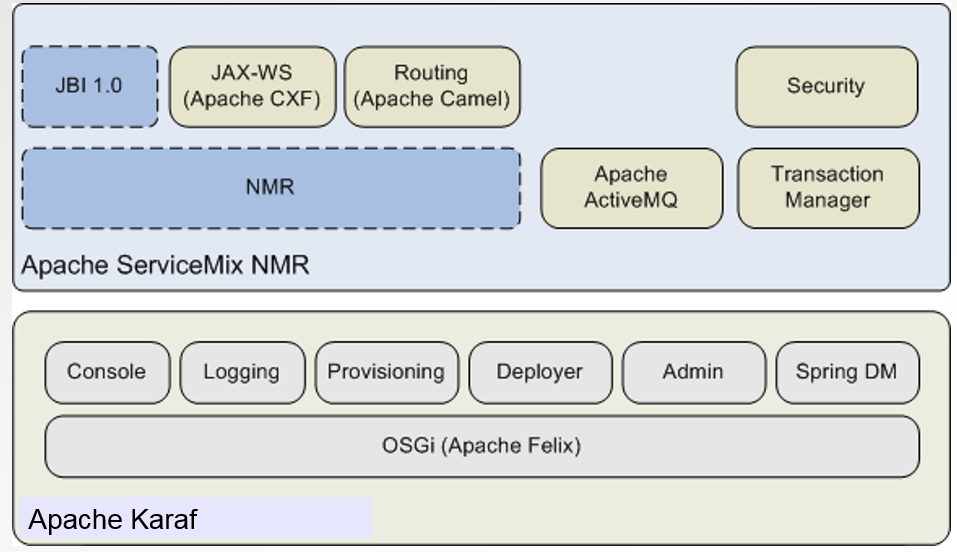 JBI 1.0
JAX-WS
(Apache CXF)
Routing
(Apache Camel)
Security
NMR
Apache
ActiveMQ
Transaction
Manager
Apache ServiceMix NMR
Console
Logging
Provisioning
Deployer
Admin
Spring DM
OSGi (Apache Felix)
Apache Karaf